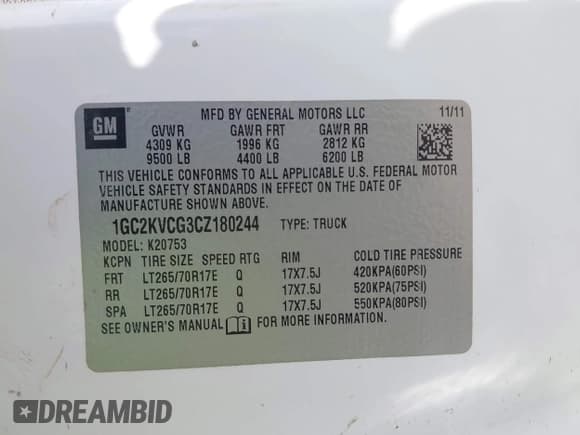 GM
MFD BY GENERAL MOTORS LLC 11/11
GVWR GAWR FRT GAWR RR
4309 KG 1996 KG 2812 KG
9500 LB 4400 LB 6200 LB
THIS VEHICLE CONFORMS TO ALL APPLICABLE U.S. FEDERAL MOTOR
VEHICLE SAFETY STANDARDS IN EFFECT ON THE DATE OF
MANUFACTURE SHOWN ABOVE.
1GC2KVCG3CZ180244 TYPE: TRUCK
MODEL: K20753
KCPN TIRE SIZE SPEED RTG RIM COLD TIRE PRESSURE
FRT LT265/70R17E Q 17X7.5J 420KPA(60PSI)
RR LT265/70R17E Q 17X7.5J 520KPA(75PSI)
SPA LT265/70R17E Q 17X7.5J 550KPA(80PSI)
SEE OWNER'S MANUAL FOR MORE INFORMATION.
DREAMBID